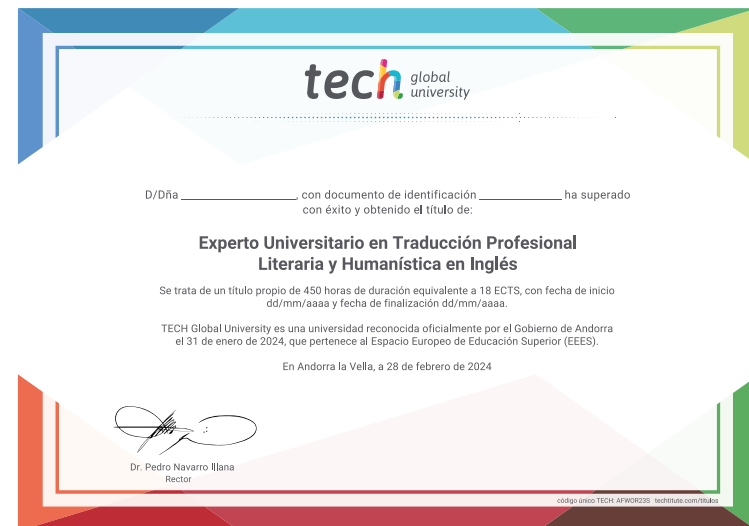 tech global
university
D/Dña ____________________, con documento de identificación ______________ ha superado
con éxito y obtenido el título de:
Experto Universitario en Traducción Profesional
Literaria y Humanística en Inglés
Se trata de un título propio de 450 horas de duración equivalente a 18 ECTS, con fecha de inicio
dd/mm/aaaa y fecha de finalización dd/mm/aaaa.
TECH Global University es una universidad reconocida oficialmente por el Gobierno de Andorra
el 31 de enero de 2024, que pertenece al Espacio Europeo de Educación Superior (EEES).
En Andorra la Vella, a 28 de febrero de 2024
Dr. Pedro Navarro Illana
Rector
código único TECH: AFWOR23S techtitute.com/titulos